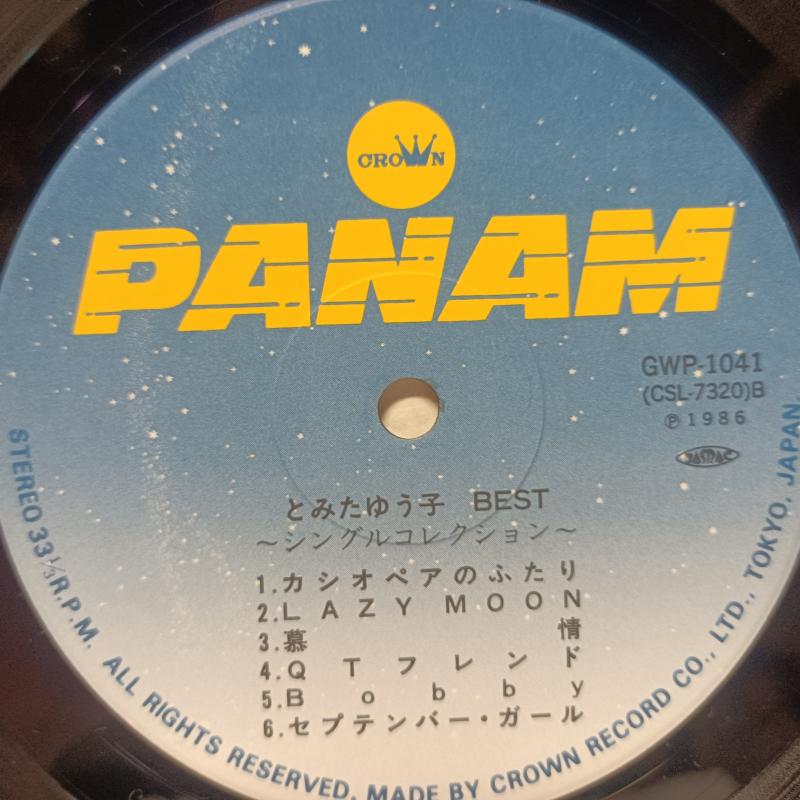 CROWN
PANAM
GWP-1041
(CSL-7320)B
Ⓟ1986
JASRAC
とみたゆう子 BEST
～シングルコレクション～
1.カシオペアのふたり
2.LAZY MOON
3.慕情
4.QTフレンド
5.Bobby
6.セプテンバー・ガール
STEREO 33⅓ R.P.M. ALL RIGHTS RESERVED. MADE BY CROWN RECORD CO., LTD., TOKYO, JAPAN